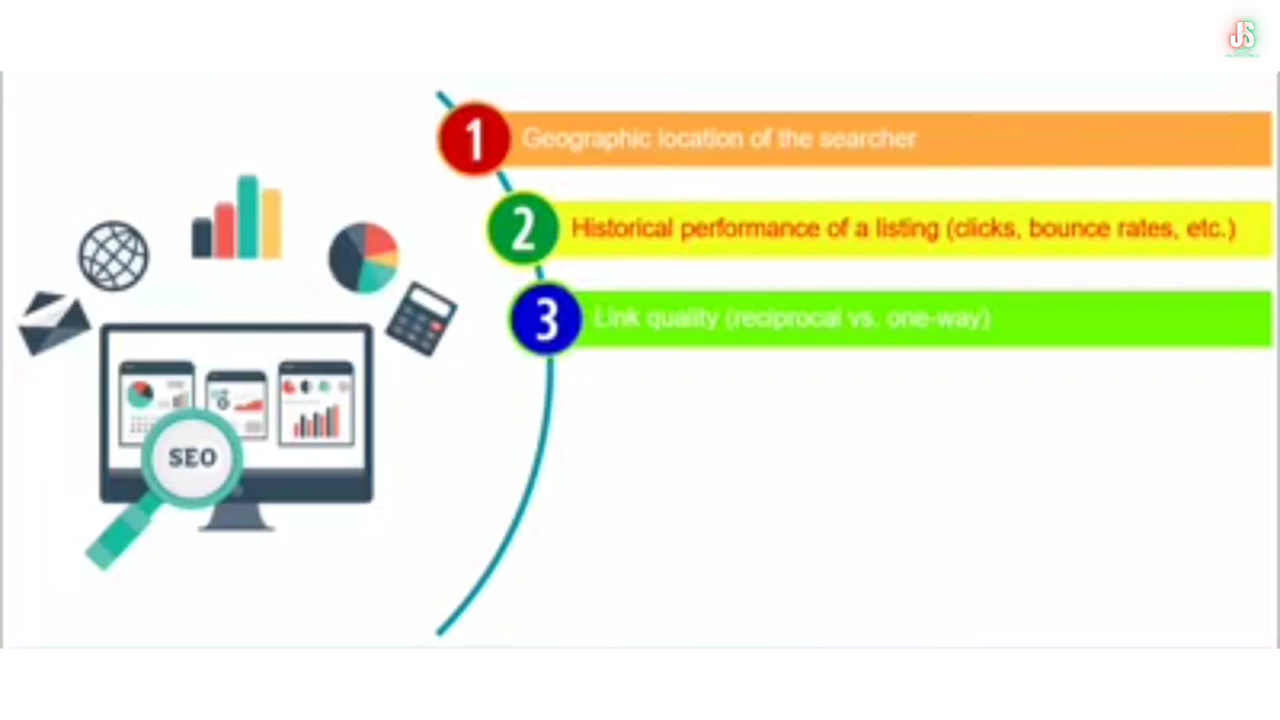 JS
1
Geographic location of the searcher
2
Historical performance of a listing (clicks, bounce rates, etc.)
3
Link quality (reciprocal vs. one-way)
SEO